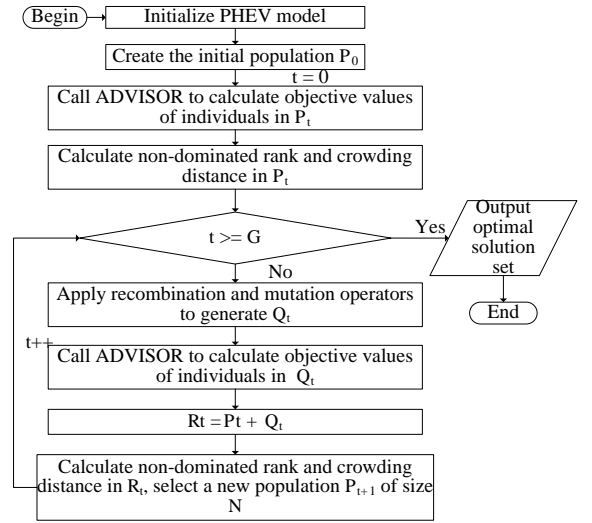 Begin
Initialize PHEV model
Create the initial population P₀
t = 0
Call ADVISOR to calculate objective values
of individuals in Pₜ
Calculate non-dominated rank and crowding
distance in Pₜ
t >= G
Yes
Output
optimal
solution
set
End
No
Apply recombination and mutation operators
to generate Qₜ
t++
Call ADVISOR to calculate objective values
of individuals in Qₜ
Rt = Pt + Qₜ
Calculate non-dominated rank and crowding
distance in Rₜ, select a new population Pₜ₊₁ of size
N